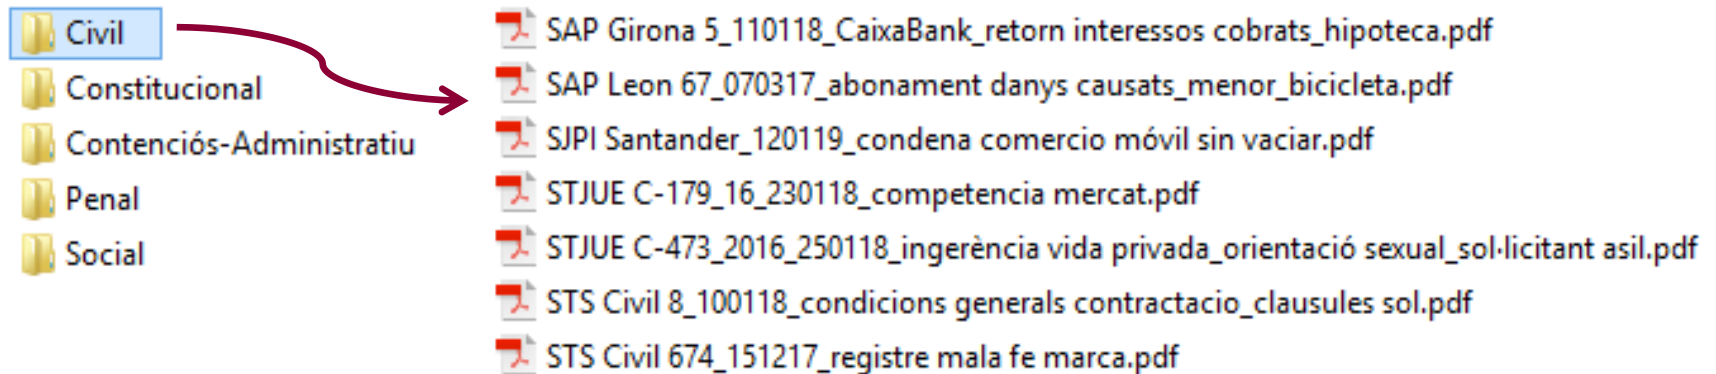 Civil
Constitucional
Contenciós-Administratiu
Penal
Social
SAP Girona 5_110118_CaixaBank_retorn interessos cobrats_hipoteca.pdf
SAP Leon 67_070317_abonament danys causats_menor_bicicleta.pdf
SJPI Santander_120119_condena comercio móvil sin vaciar.pdf
STJUE C-179_16_230118_competencia mercat.pdf
STJUE C-473_2016_250118_ingerència vida privada_orientació sexual_sol·licitant asil.pdf
STS Civil 8_100118_condicions generals contractacio_clausules sol.pdf
STS Civil 674_151217_registre mala fe marca.pdf